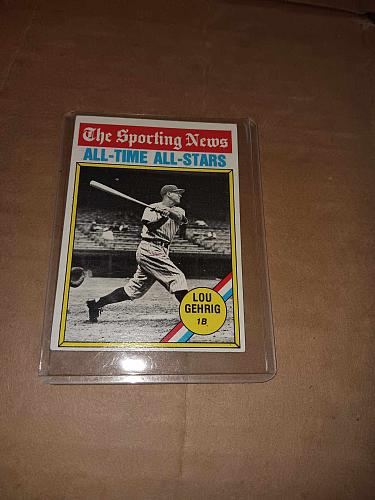 The Sporting News
ALL-TIME ALL-STARS
LOU
GEHRIG
1B